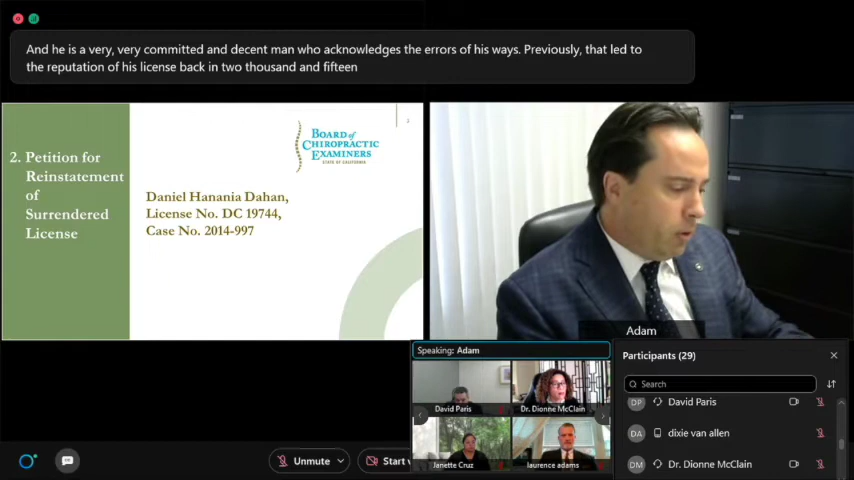 And he is a very, very committed and decent man who acknowledges the errors of his ways. Previously, that led to
the reputation of his license back in two thousand and fifteen
2. Petition for
Reinstatement
of
Surrendered
License
2
BOARD of
CHIROPRACTIC
EXAMINERS
STATE OF CALIFORNIA
Daniel Hanania Dahan,
License No. DC 19744,
Case No. 2014-997
Adam
Speaking: Adam
David Paris
Dr. Dionne McClain
Janette Cruz
laurence adams
Participants (29)
Search
DP David Paris
DA dixie van allen
DM Dr. Dionne McClain
Unmute
Start v